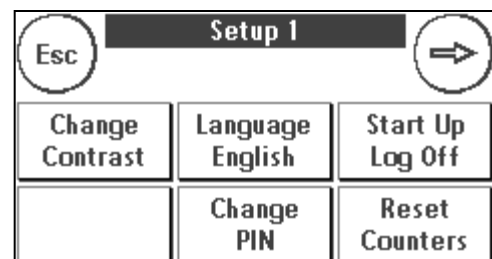 Esc
Setup 1
Change
Contrast
Language
English
Start Up
Log Off
Change
PIN
Reset
Counters